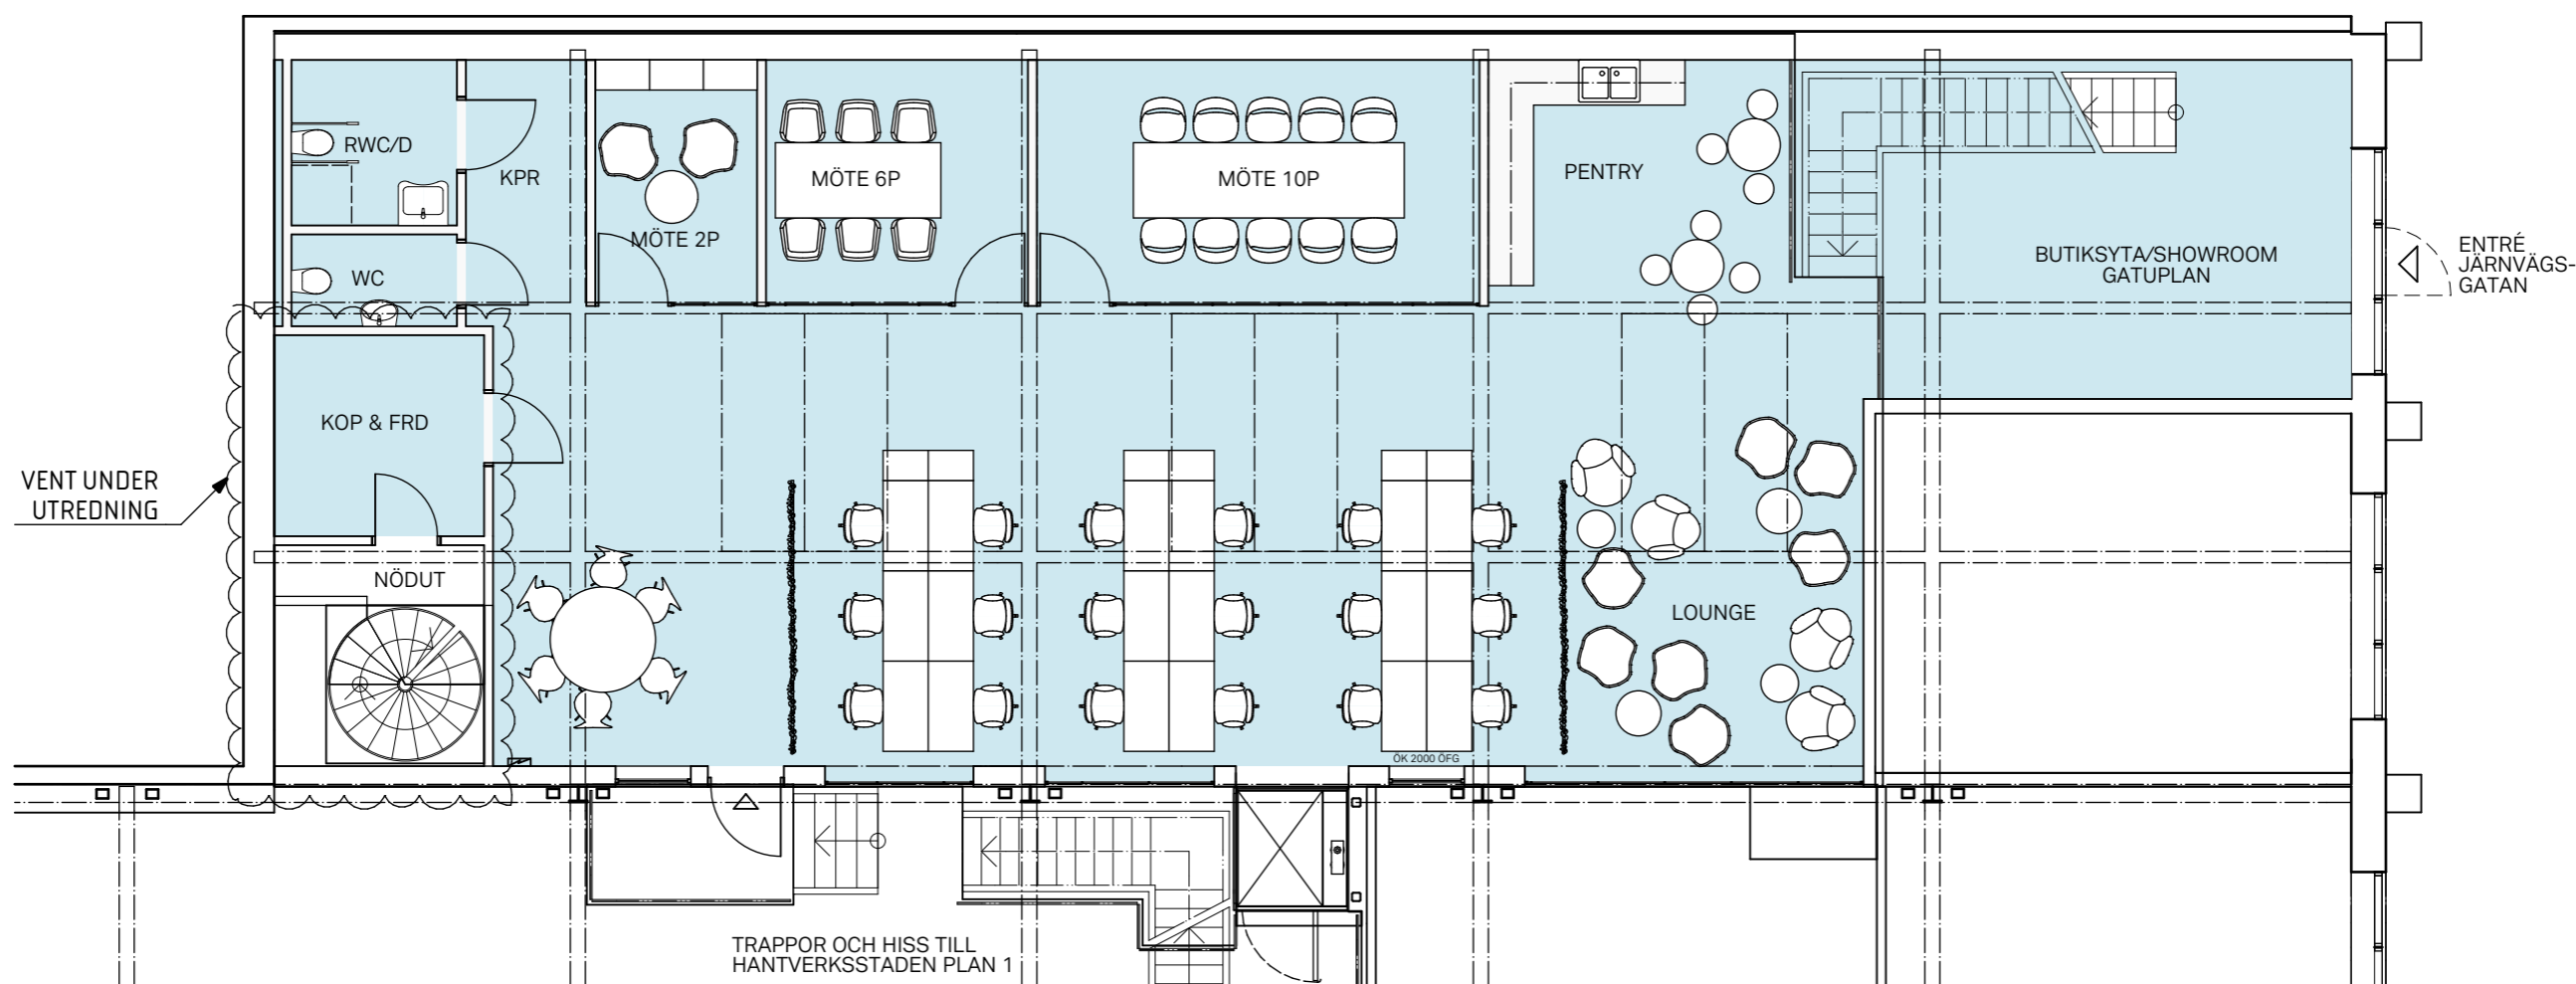 RWC/D
KPR
MÖTE 2P
MÖTE 6P
MÖTE 10P
PENTRY
BUTIKSYTA/SHOWROOM
GATUPLAN
ENTRÉ
JÄRNVÄGS-
GATAN
WC
KOP & FRD
VENT UNDER
UTREDNING
NÖDUT
LOUNGE
ÖK 2000 ÖFG
TRAPPOR OCH HISS TILL
HANTVERKSSTADEN PLAN 1